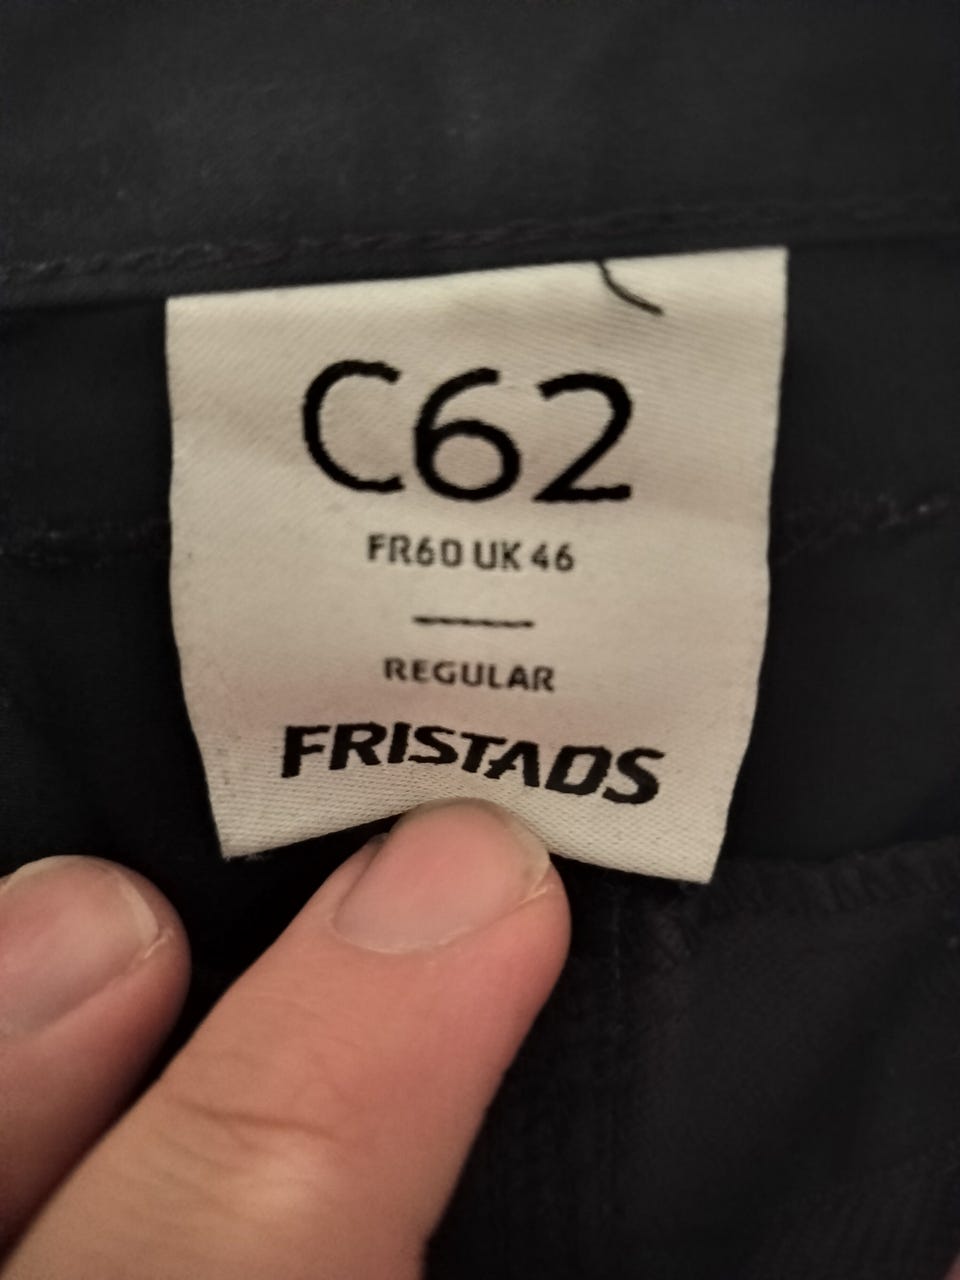 C62
FR60 UK 46
REGULAR
FRISTADS